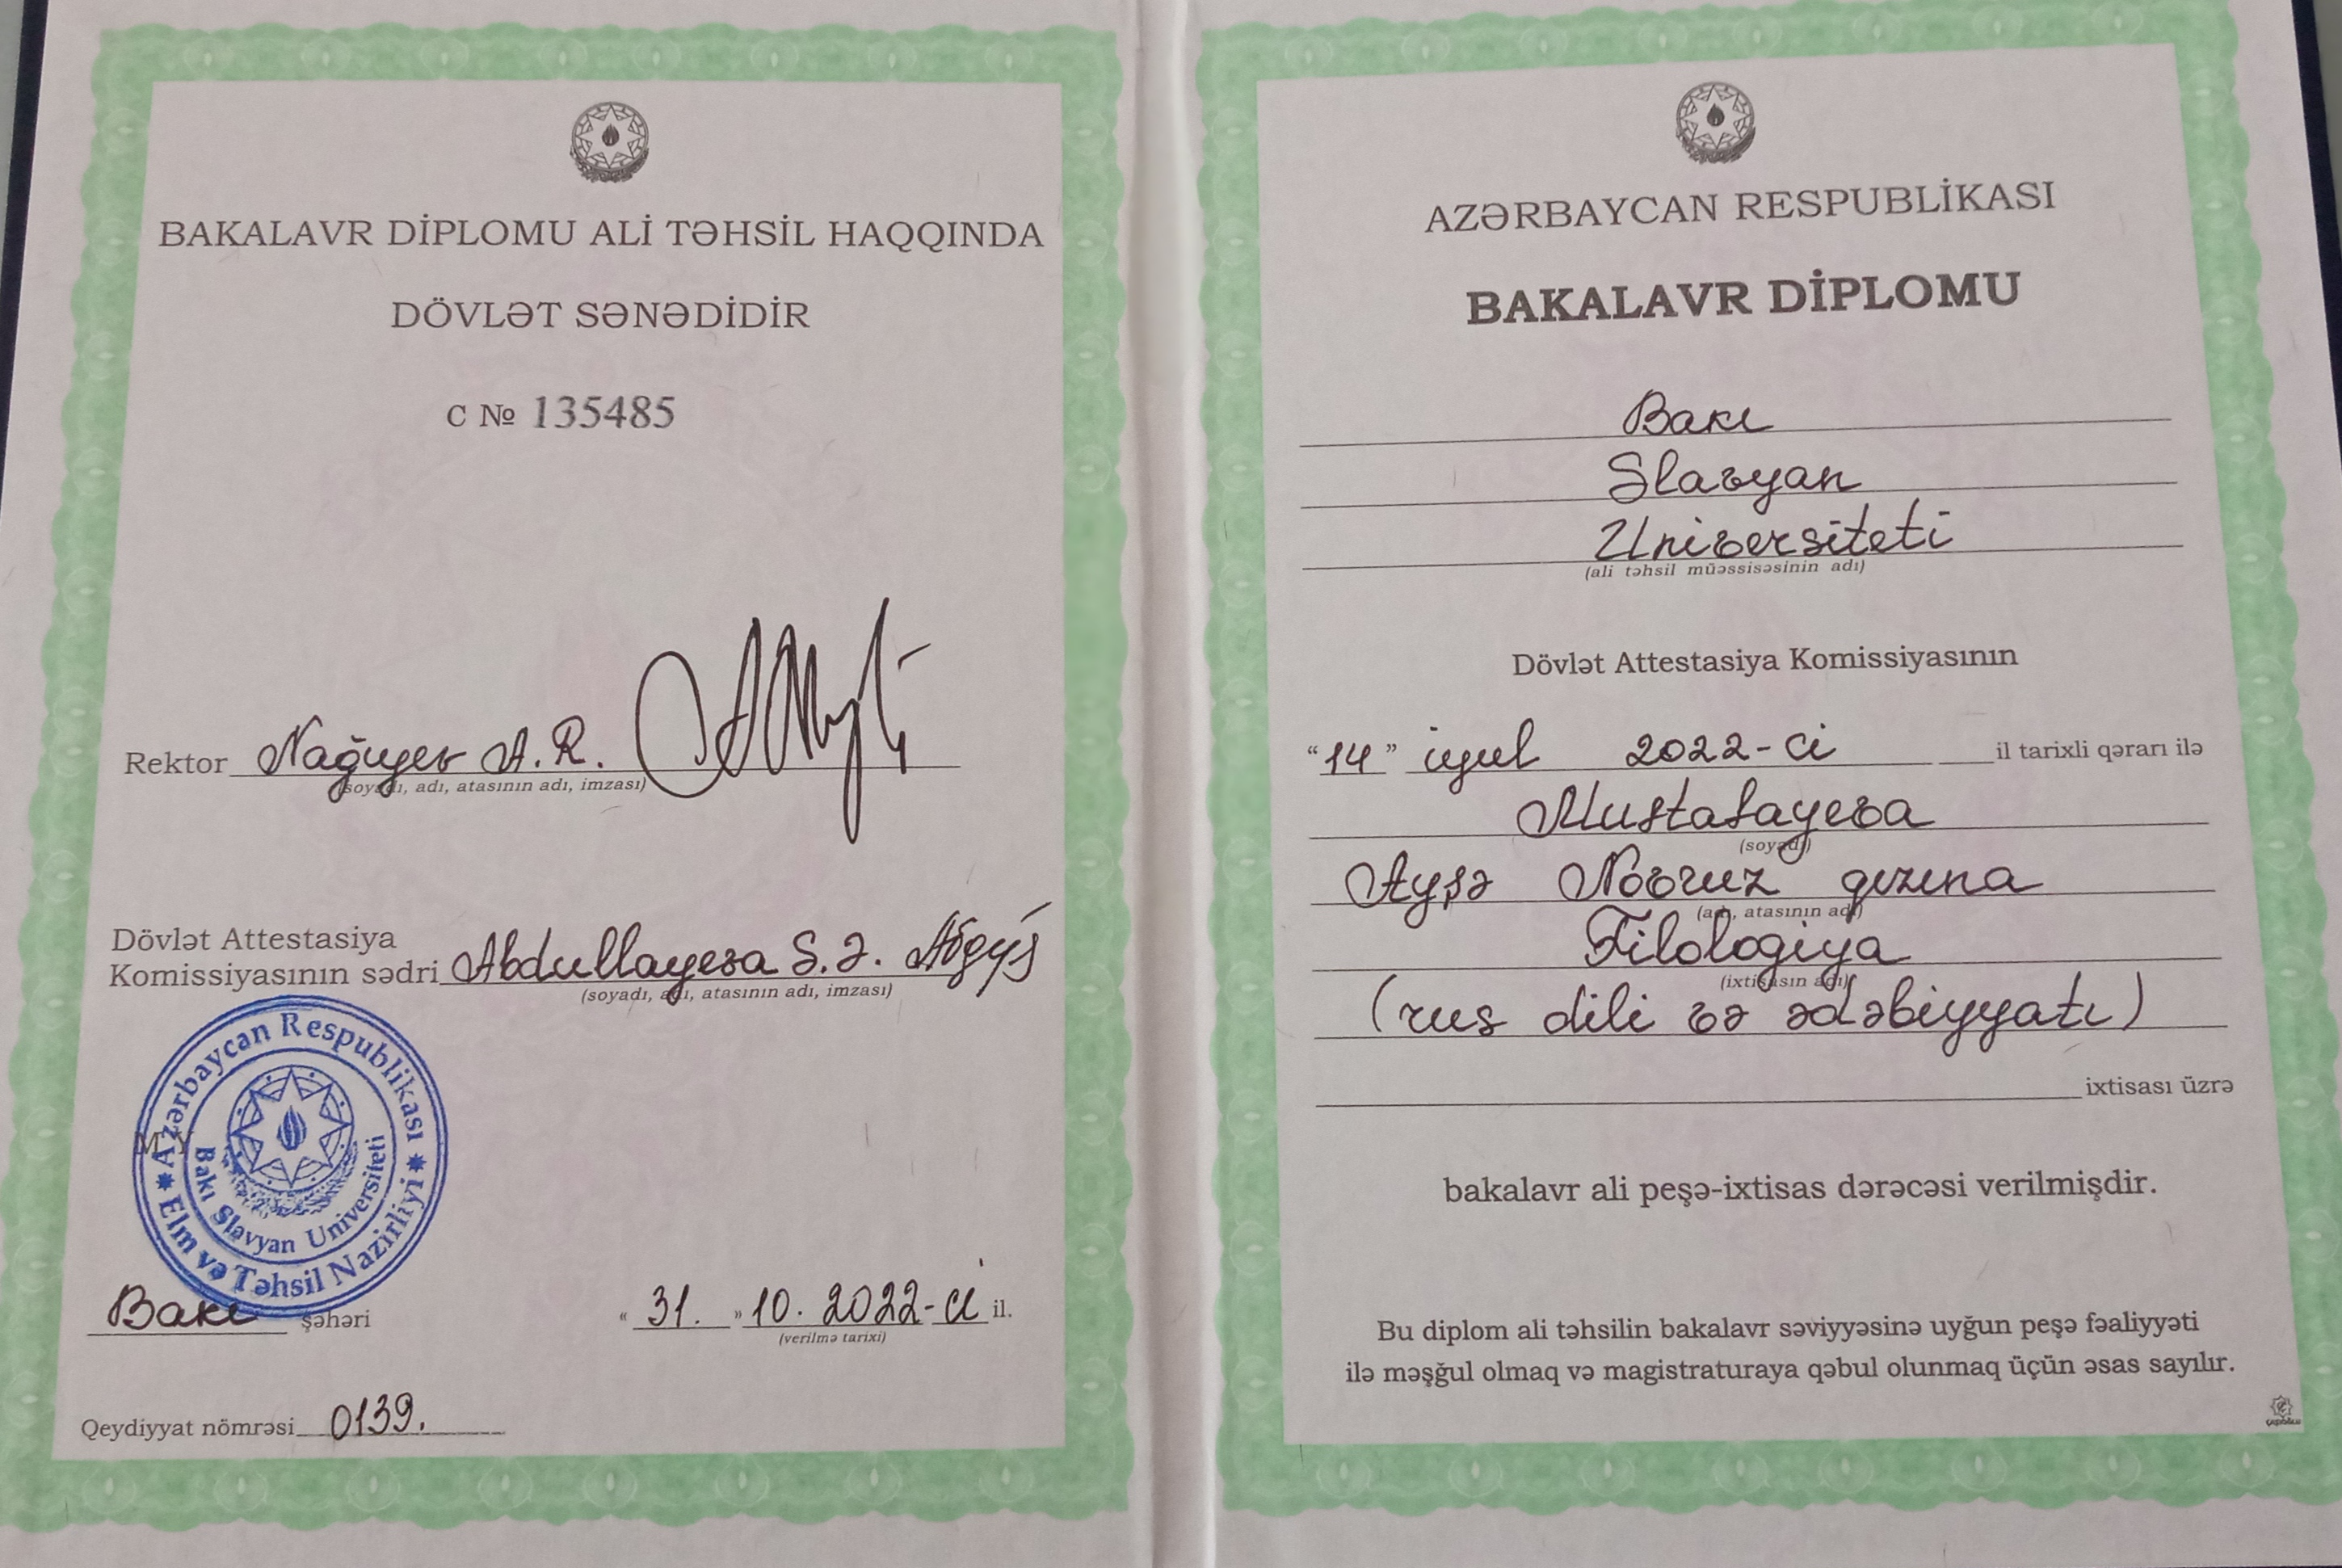 BAKALAVR DİPLOMU ALİ TƏHSİL HAQQINDA
DÖVLƏT SƏNƏDİDİR
C № 135485
Rektor Nağıyev A. R.
(soyadı, adı, atasının adı, imzası)
Dövlət Attestasiya
Komissiyasının sədri Abdullayeva S. Ə.
(soyadı, adı, atasının adı, imzası)
M.Y.
Azərbaycan Respublikası
Elm və Təhsil Nazirliyi
Bakı Slavyan Universiteti
Bakı şəhəri
“ 31. ” 10. 2022-ci il.
(verilmə tarixi)
Qeydiyyat nömrəsi 0139.
AZƏRBAYCAN RESPUBLİKASI
BAKALAVR DİPLOMU
Bakı
Slavyan
Universiteti
(ali təhsil müəssisəsinin adı)
Dövlət Attestasiya Komissiyasının
“14” iyul 2022-ci il tarixli qərarı ilə
Mustafayeva
(soyadı)
Ayşə Novruz qızına
(adı, atasının adı)
Filologiya
(ixtisasın adı)
(rus dili və ədəbiyyatı)
ixtisası üzrə
bakalavr ali peşə-ixtisas dərəcəsi verilmişdir.
Bu diplom ali təhsilin bakalavr səviyyəsinə uyğun peşə fəaliyyəti
ilə məşğul olmaq və magistraturaya qəbul olunmaq üçün əsas sayılır.